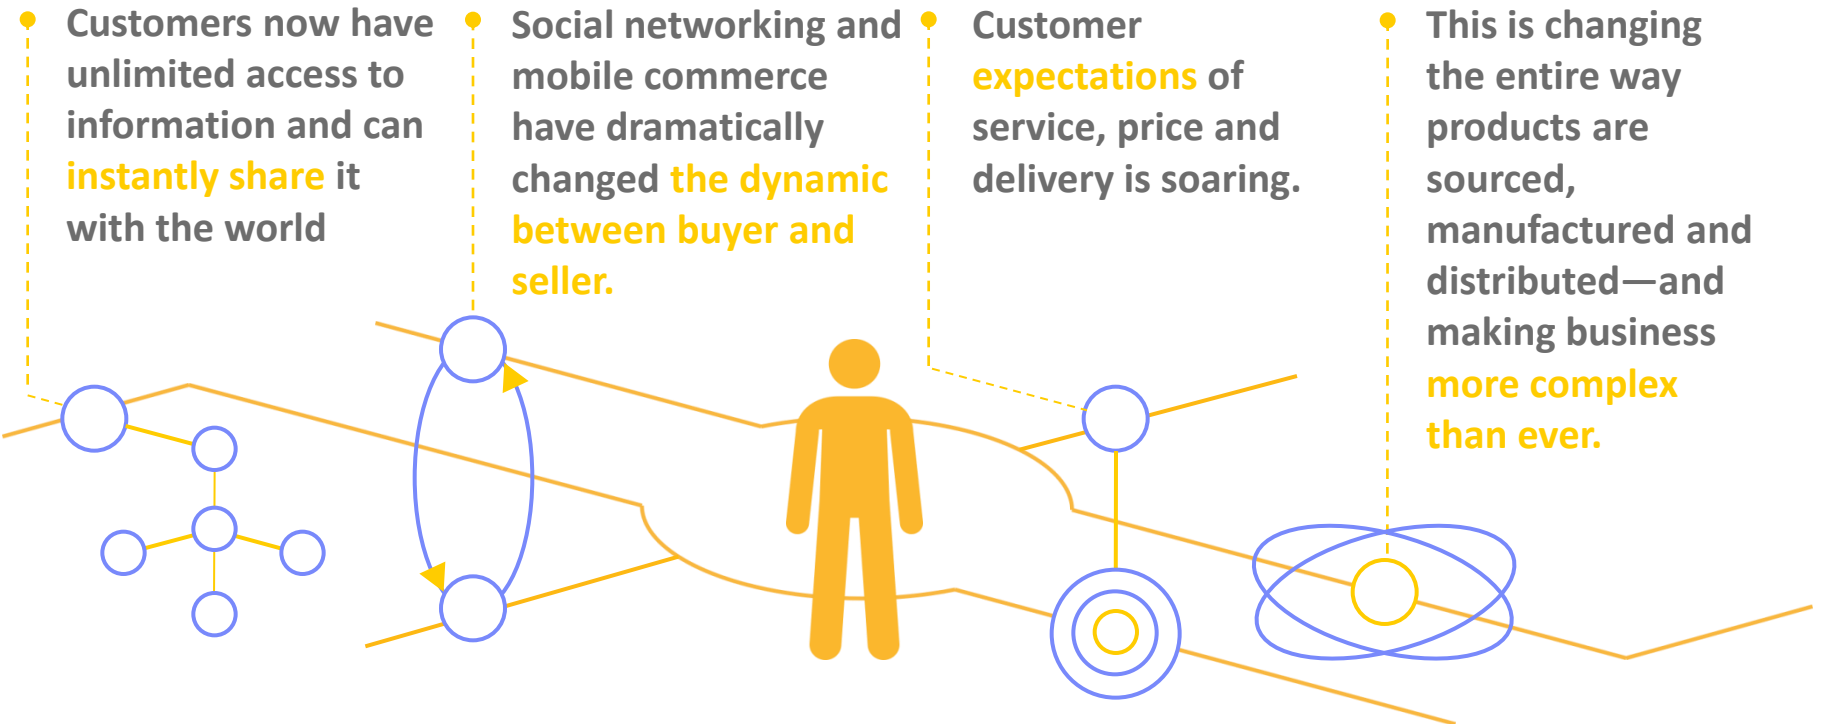 Customers now have
unlimited access to
information and can
instantly share it
with the world
Social networking and
mobile commerce
have dramatically
changed the dynamic
between buyer and
seller.
Customer
expectations of
service, price and
delivery is soaring.
This is changing
the entire way
products are
sourced,
manufactured and
distributed—and
making business
more complex
than ever.